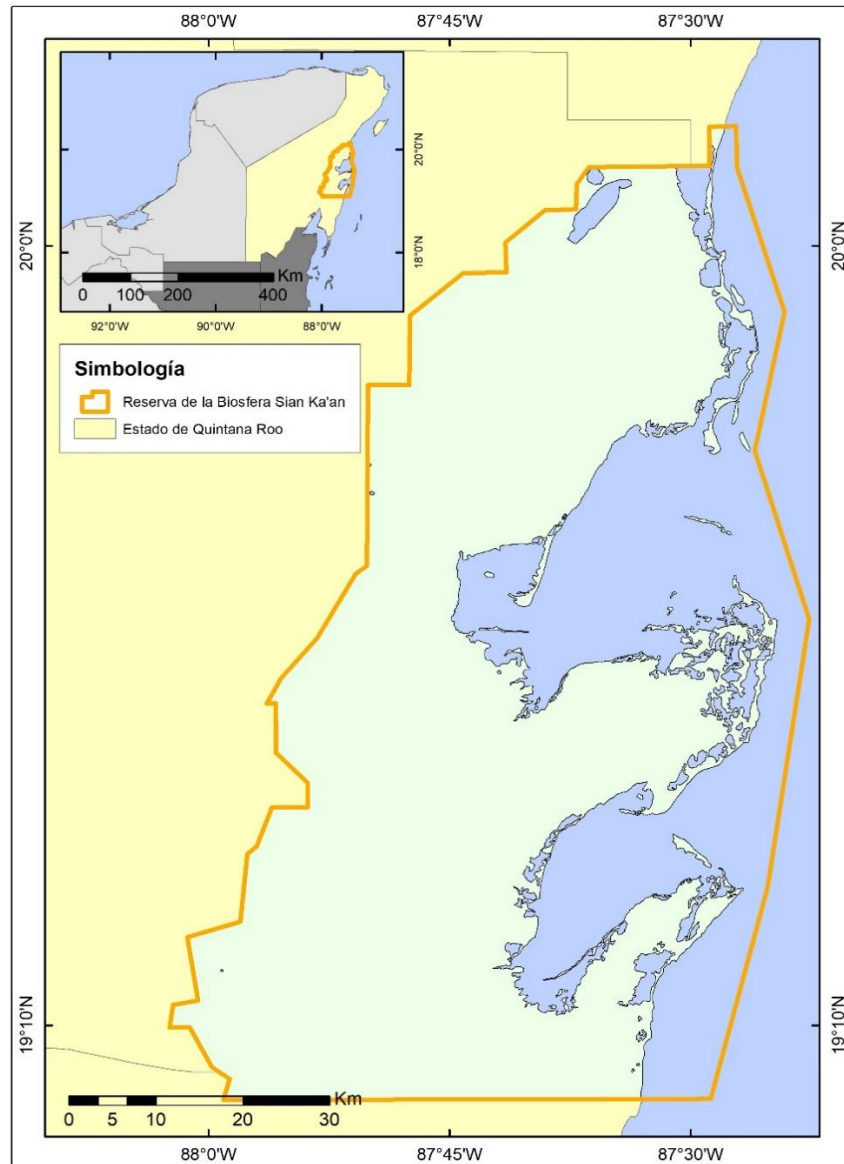 88°0'W 87°45'W 87°30'W
20°0'N
18°0'N
Km
0 100 200 400
92°0'W 90°0'W 88°0'W
Simbología
Reserva de la Biosfera Sian Ka'an
Estado de Quintana Roo
20°0'N 20°0'N
19°10'N 19°10'N
Km
0 5 10 20 30
88°0'W 87°45'W 87°30'W